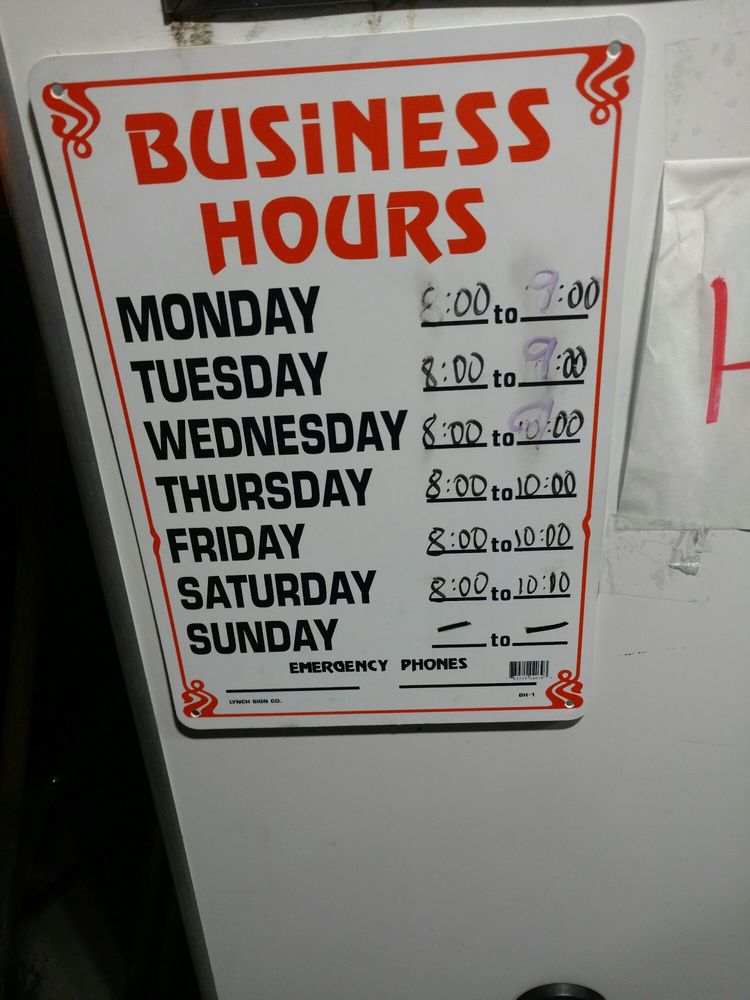 BUSINESS
HOURS
MONDAY 8:00 to 9:00
TUESDAY 8:00 to 9:00
WEDNESDAY 8:00 to 9:00
THURSDAY 8:00 to 10:00
FRIDAY 8:00 to 10:00
SATURDAY 8:00 to 10:00
SUNDAY — to —
EMERGENCY PHONES
LYNCH SIGN CO. BH-1